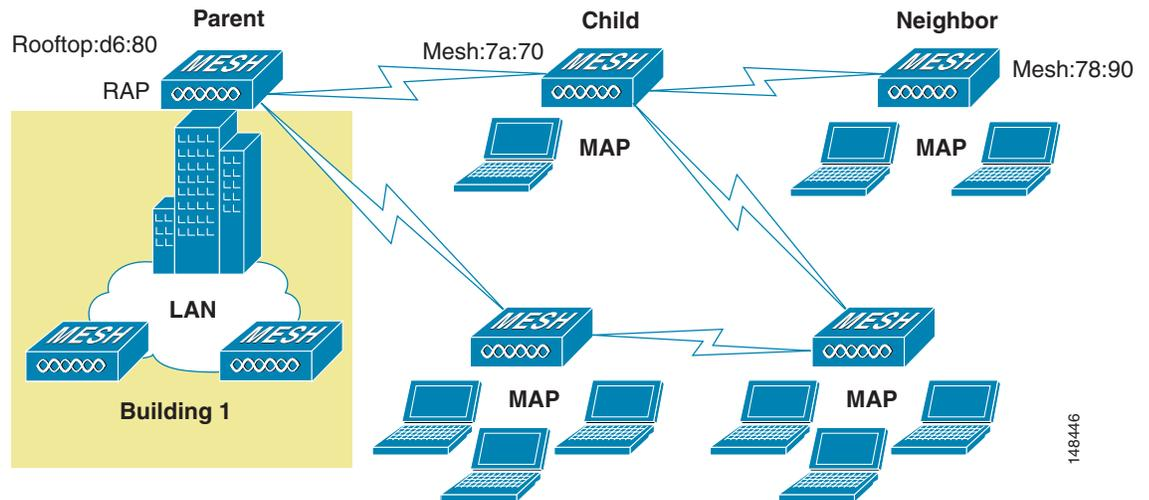 Parent
Child
Neighbor
Rooftop:d6:80
MESH
Mesh:7a:70
MESH
MESH
Mesh:78:90
RAP
MAP
MAP
LAN
MESH
MESH
MESH
MESH
Building 1
MAP
MAP
148446